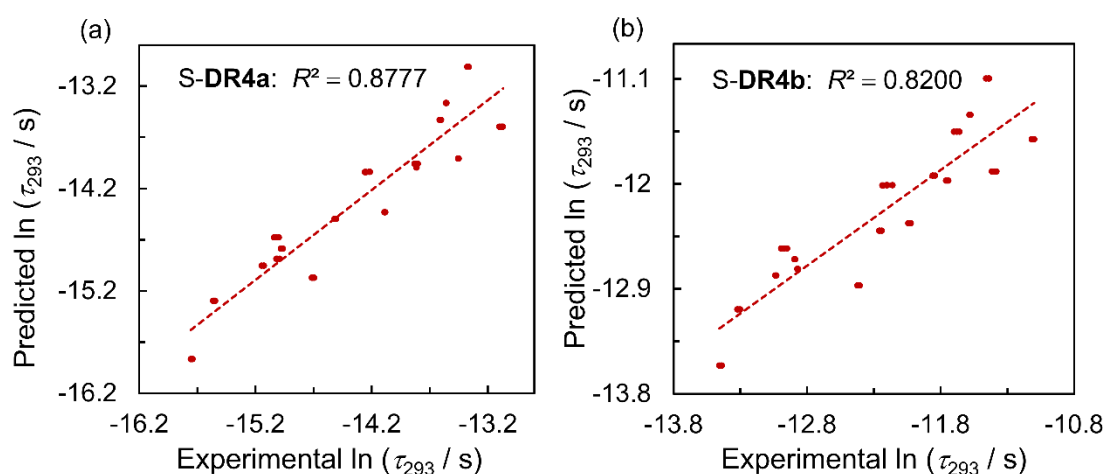 (a)
S-DR4a: R² = 0.8777
Predicted ln (τ293 / s)
-13.2
-14.2
-15.2
-16.2
-16.2 -15.2 -14.2 -13.2
Experimental ln (τ293 / s)
(b)
S-DR4b: R² = 0.8200
Predicted ln (τ293 / s)
-11.1
-12
-12.9
-13.8
-13.8 -12.8 -11.8 -10.8
Experimental ln (τ293 / s)